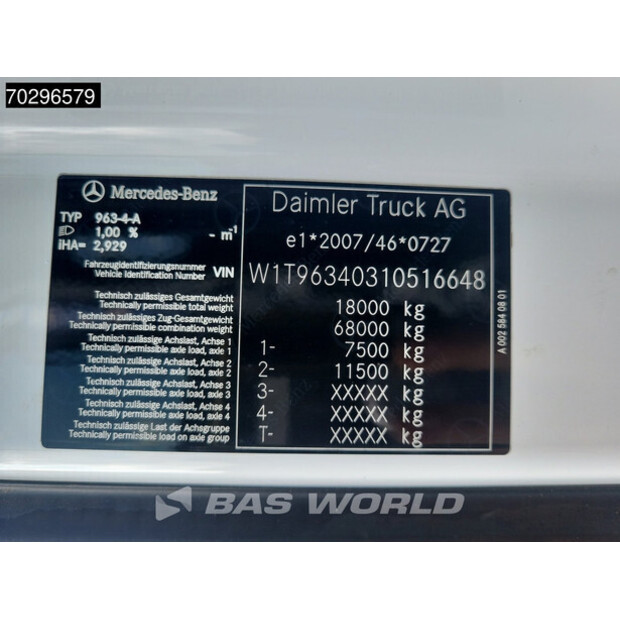 70296579
Mercedes-Benz
Daimler Truck AG
TYP 963-4-A
1,00 % - m⁻¹
iHA= 2,929
e1*2007/46*0727
Fahrzeugidentifizierungsnummer
Vehicle Identification Number VIN
W1T96340310516648
Technisch zulässiges Gesamtgewicht
Technically permissible total weight
18000 kg
Technisch zulässiges Zug-Gesamtgewicht
Technically permissible combination weight
68000 kg
Technisch zulässige Achslast, Achse 1
Technically permissible axle load, axle 1
1- 7500 kg
Technisch zulässige Achslast, Achse 2
Technically permissible axle load, axle 2
2- 11500 kg
Technisch zulässige Achslast, Achse 3
Technically permissible axle load, axle 3
3- XXXXX kg
Technisch zulässige Achslast, Achse 4
Technically permissible axle load, axle 4
4- XXXXX kg
Technisch zulässige Last der Achsgruppe
Technically permissible load on axle group
T- XXXXX kg
A 002 584 08 01
BAS WORLD